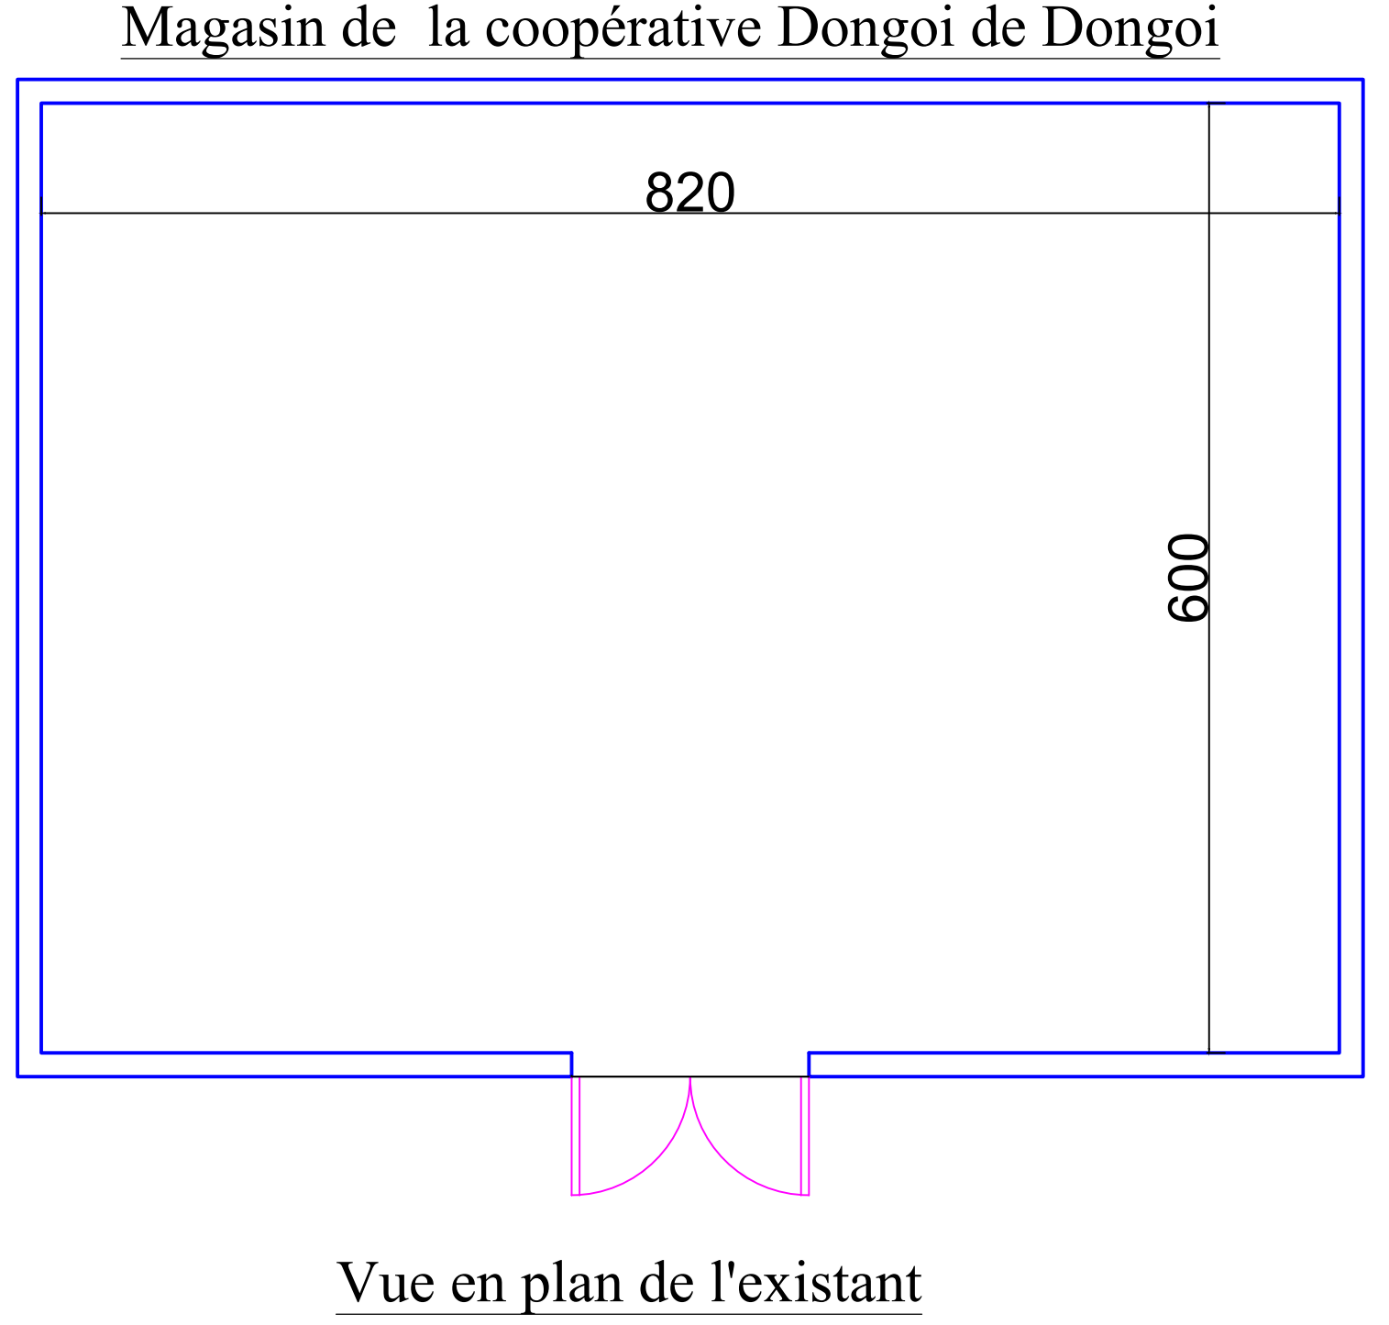 Magasin de  la coopérative Dongoi de Dongoi
820
600
Vue en plan de l'existant